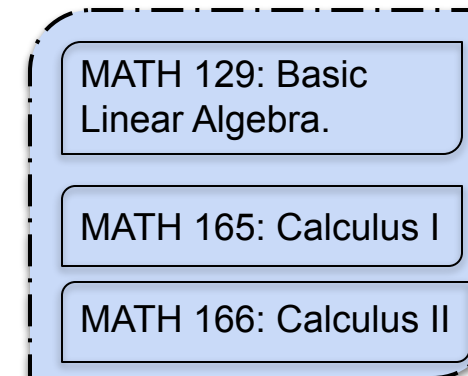 MATH 129: Basic
Linear Algebra.
MATH 165: Calculus I
MATH 166: Calculus II